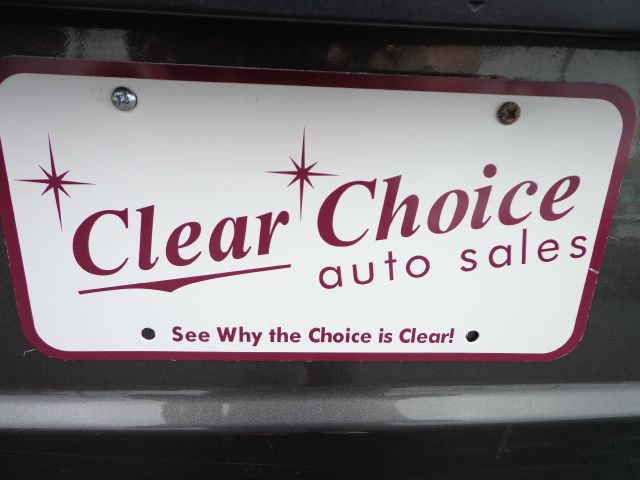 Clear Choice
auto sales
See Why the Choice is Clear!